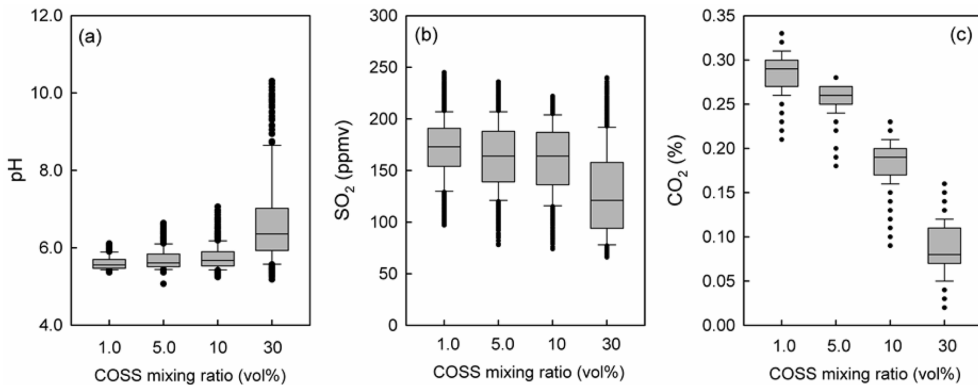 (a)
12.0
10.0
8.0
6.0
4.0
pH
1.0 5.0 10 30
COSS mixing ratio (vol%)
(b)
300
250
200
150
100
50
0
SO₂ (ppmv)
1.0 5.0 10 30
COSS mixing ratio (vol%)
(c)
0.35
0.30
0.25
0.20
0.15
0.10
0.05
0.00
CO₂ (%)
1.0 5.0 10 30
COSS mixing ratio (vol%)